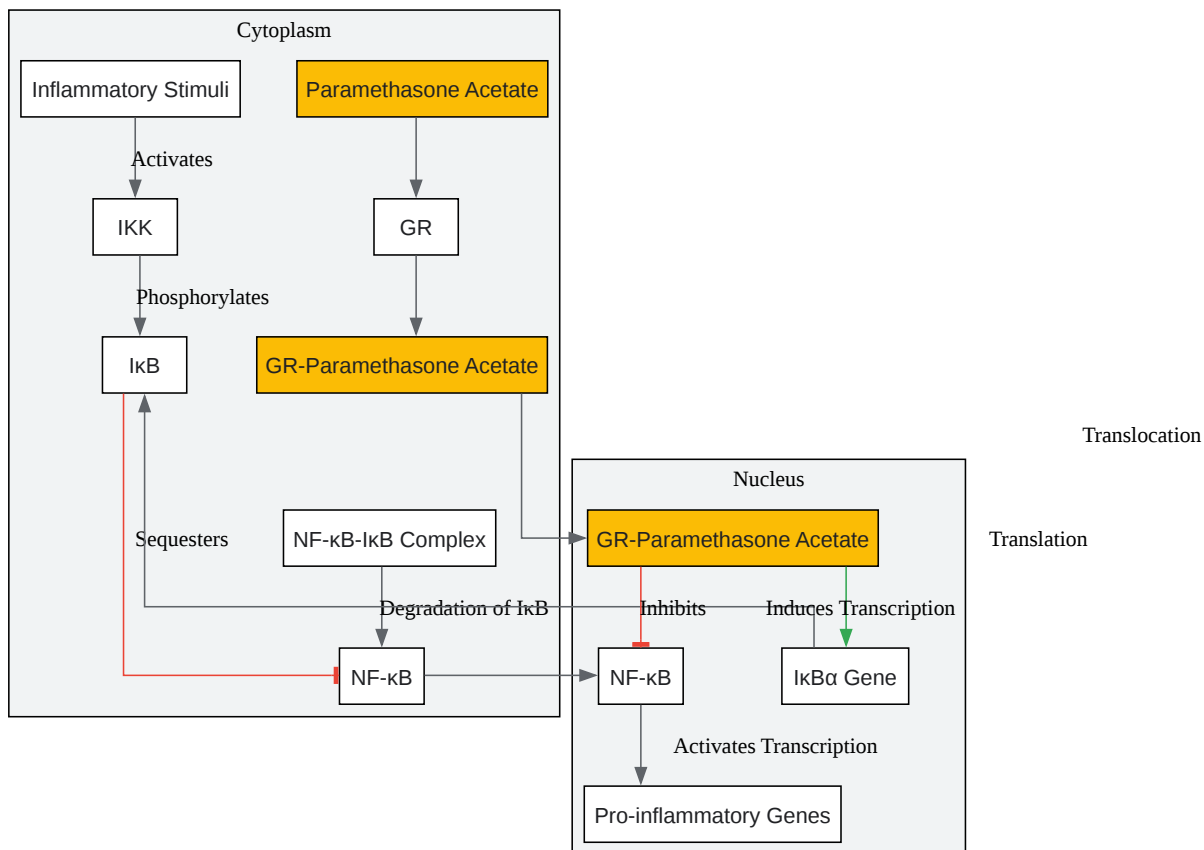 Cytoplasm
Inflammatory Stimuli
Paramethasone Acetate
Activates
IKK
GR
Phosphorylates
IκB
GR-Paramethasone Acetate
Translocation
Nucleus
Sequesters
NF-κB-IκB Complex
GR-Paramethasone Acetate
Translation
Degradation of IκB
Inhibits
Induces Transcription
NF-κB
NF-κB
IκBα Gene
Activates Transcription
Pro-inflammatory Genes